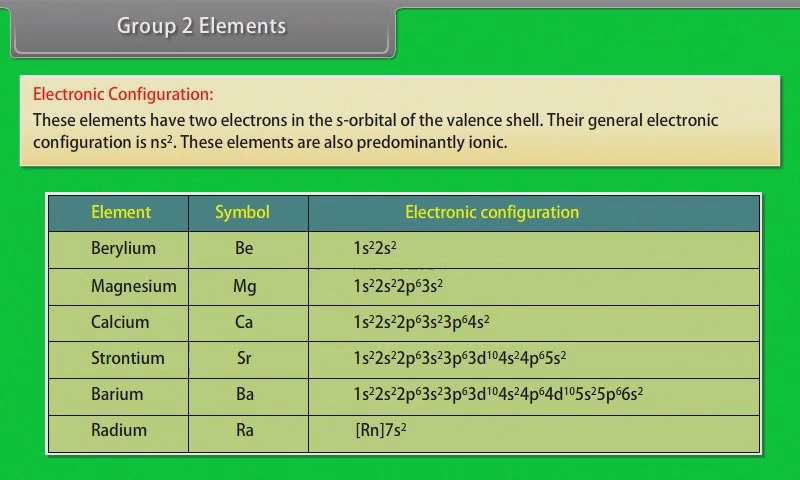 Group 2 Elements
Electronic Configuration:
These elements have two electrons in the s-orbital of the valence shell. Their general electronic
configuration is ns². These elements are also predominantly ionic.
Element Symbol Electronic configuration
Berylium Be 1s²2s²
Magnesium Mg 1s²2s²2p⁶3s²
Calcium Ca 1s²2s²2p⁶3s²3p⁶4s²
Strontium Sr 1s²2s²2p⁶3s²3p⁶3d¹⁰4s²4p⁶5s²
Barium Ba 1s²2s²2p⁶3s²3p⁶3d¹⁰4s²4p⁶4d¹⁰5s²5p⁶6s²
Radium Ra [Rn]7s²